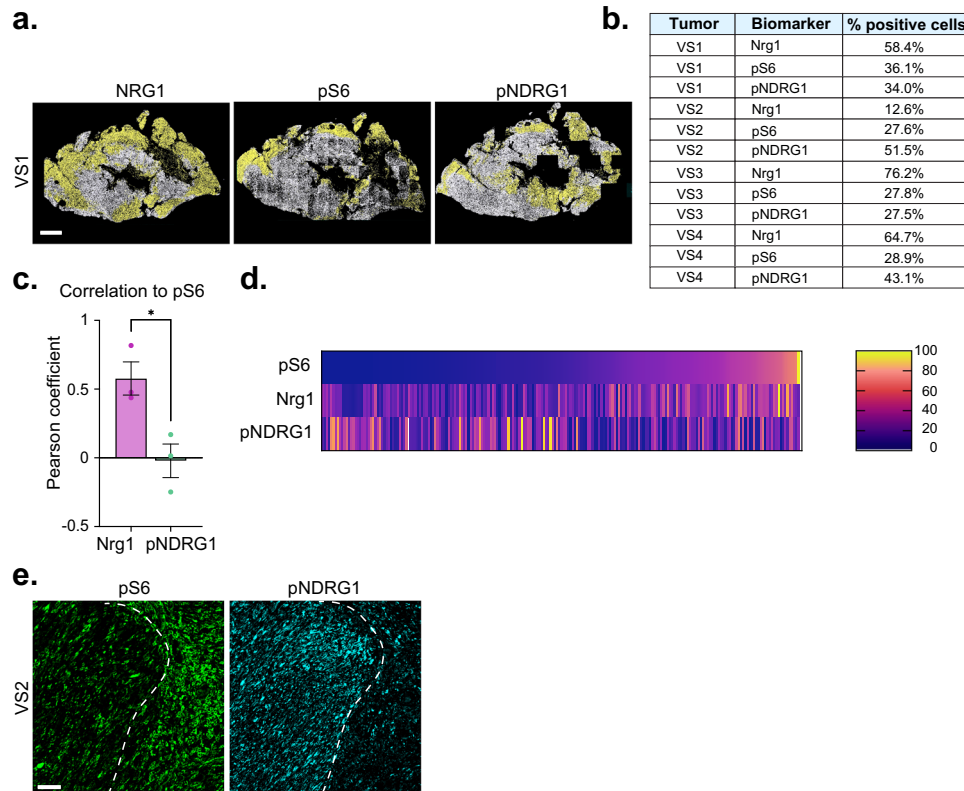 a.
NRG1 pS6 pNDRG1
VS1
b.
Tumor Biomarker % positive cells
VS1 Nrg1 58.4%
VS1 pS6 36.1%
VS1 pNDRG1 34.0%
VS2 Nrg1 12.6%
VS2 pS6 27.6%
VS2 pNDRG1 51.5%
VS3 Nrg1 76.2%
VS3 pS6 27.8%
VS3 pNDRG1 27.5%
VS4 Nrg1 64.7%
VS4 pS6 28.9%
VS4 pNDRG1 43.1%
c.
Correlation to pS6
Pearson coefficient
1
*
0.5
0
-0.5
Nrg1 pNDRG1
d.
pS6
Nrg1
pNDRG1
100
80
60
40
20
0
e.
pS6 pNDRG1
VS2